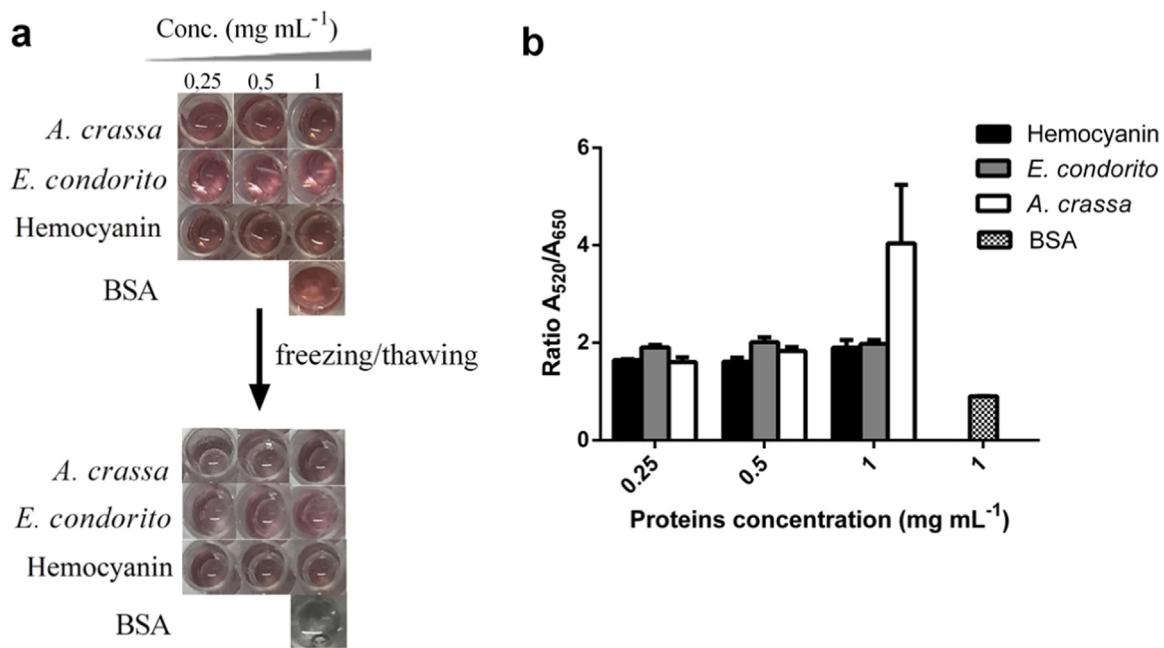 a
Conc. (mg mL⁻¹)
0,25 0,5 1
A. crassa
E. condorito
Hemocyanin
BSA
freezing/thawing
A. crassa
E. condorito
Hemocyanin
BSA
b
Hemocyanin
E. condorito
A. crassa
BSA
Ratio A₅₂₀/A₆₅₀
6
4
2
0
0.25 0.5 1 1
Proteins concentration (mg mL⁻¹)